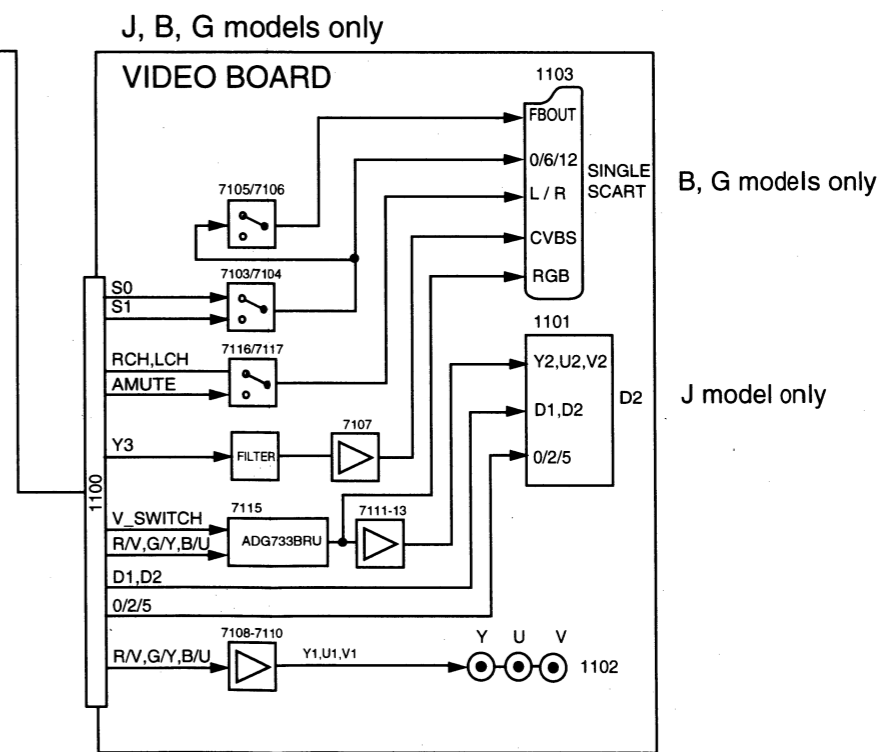 J, B, G models only
VIDEO BOARD
1103
FBOUT
0/6/12
SINGLE
SCART
L / R
CVBS
RGB
B, G models only
7105/7106
7103/7104
S0
S1
7116/7117
RCH,LCH
AMUTE
1101
Y2,U2,V2
D1,D2
0/2/5
D2
J model only
7107
Y3
FILTER
1100
7115
V_SWITCH
R/V,G/Y,B/U
ADG733BRU
7111-13
D1,D2
0/2/5
7108-7110
R/V,G/Y,B/U
Y1,U1,V1
Y U V
1102